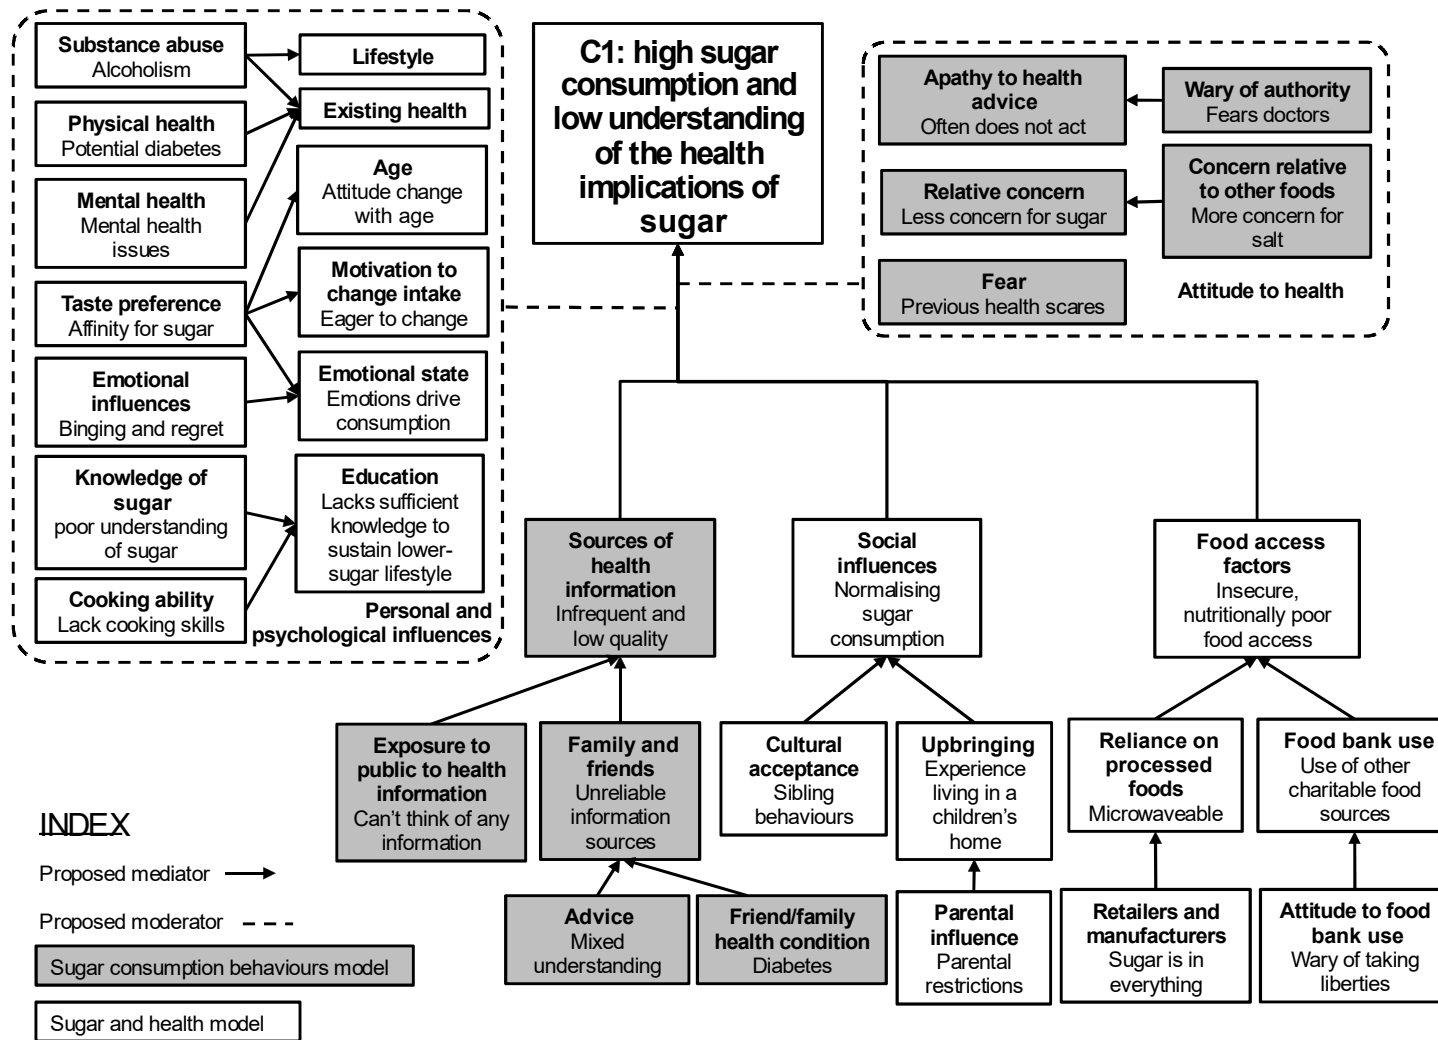 Substance abuse
Alcoholism
Lifestyle
Physical health
Potential diabetes
Existing health
Mental health
Mental health
issues
Age
Attitude change
with age
Taste preference
Affinity for sugar
Motivation to
change intake
Eager to change
Emotional
influences
Binging and regret
Emotional state
Emotions drive
consumption
Knowledge of
sugar
poor understanding
of sugar
Education
Lacks sufficient
knowledge to
sustain lower-
sugar lifestyle
Cooking ability
Lack cooking skills
Personal and
psychological influences
C1: high sugar
consumption and
low understanding
of the health
implications of
sugar
Apathy to health
advice
Often does not act
Wary of authority
Fears doctors
Relative concern
Less concern for sugar
Concern relative
to other foods
More concern for
salt
Fear
Previous health scares
Attitude to health
Sources of
health
information
Infrequent and
low quality
Social
influences
Normalising
sugar
consumption
Food access
factors
Insecure,
nutritionally poor
food access
Exposure to
public to health
information
Can't think of any
information
Family and
friends
Unreliable
information
sources
Cultural
acceptance
Sibling
behaviours
Upbringing
Experience
living in a
children's
home
Reliance on
processed
foods
Microwaveable
Food bank use
Use of other
charitable food
sources
Advice
Mixed
understanding
Friend/family
health condition
Diabetes
Parental
influence
Parental
restrictions
Retailers and
manufacturers
Sugar is in
everything
Attitude to food
bank use
Wary of taking
liberties
INDEX
Proposed mediator
Proposed moderator
Sugar consumption behaviours model
Sugar and health model